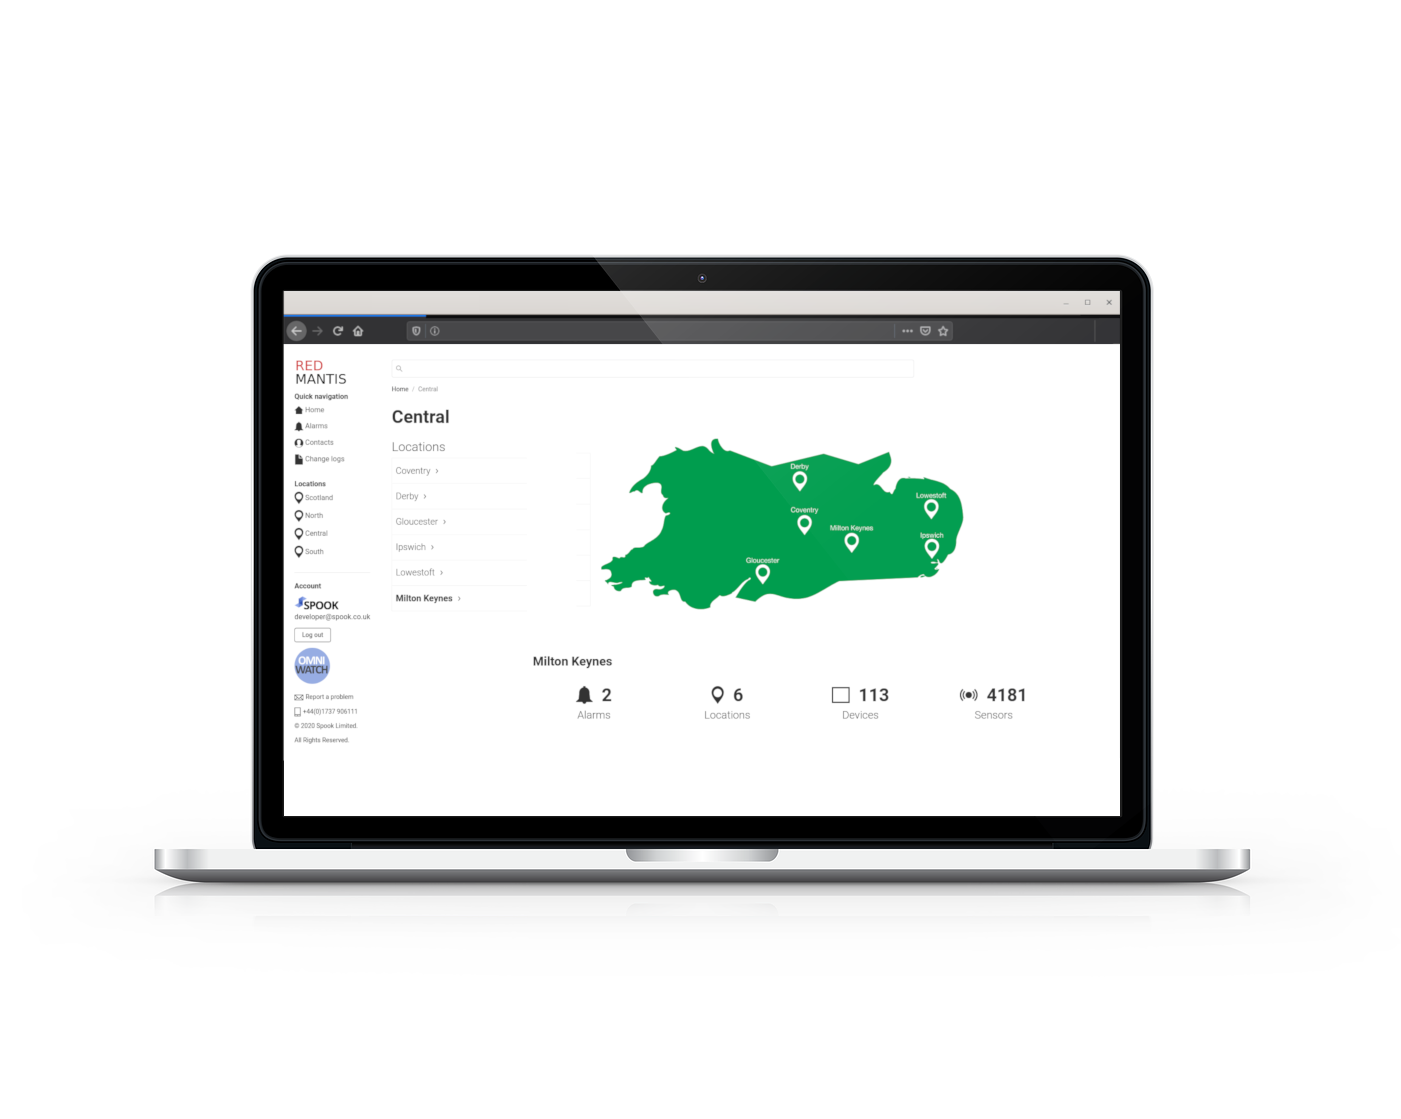 RED
MANTIS
Quick navigation
Home
Alarms
Contacts
Change logs
Locations
Scotland
North
Central
South
Account
SPOOK
developer@spook.co.uk
Log out
OMNI
WATCH
Report a problem
+44(0)1737 906111
© 2020 Spook Limited.
All Rights Reserved.
Home / Central
Central
Locations
Coventry ›
Derby ›
Gloucester ›
Ipswich ›
Lowestoft ›
Milton Keynes ›
Derby
Lowestoft
Coventry
Milton Keynes
Ipswich
Gloucester
Milton Keynes
2
Alarms
6
Locations
113
Devices
4181
Sensors